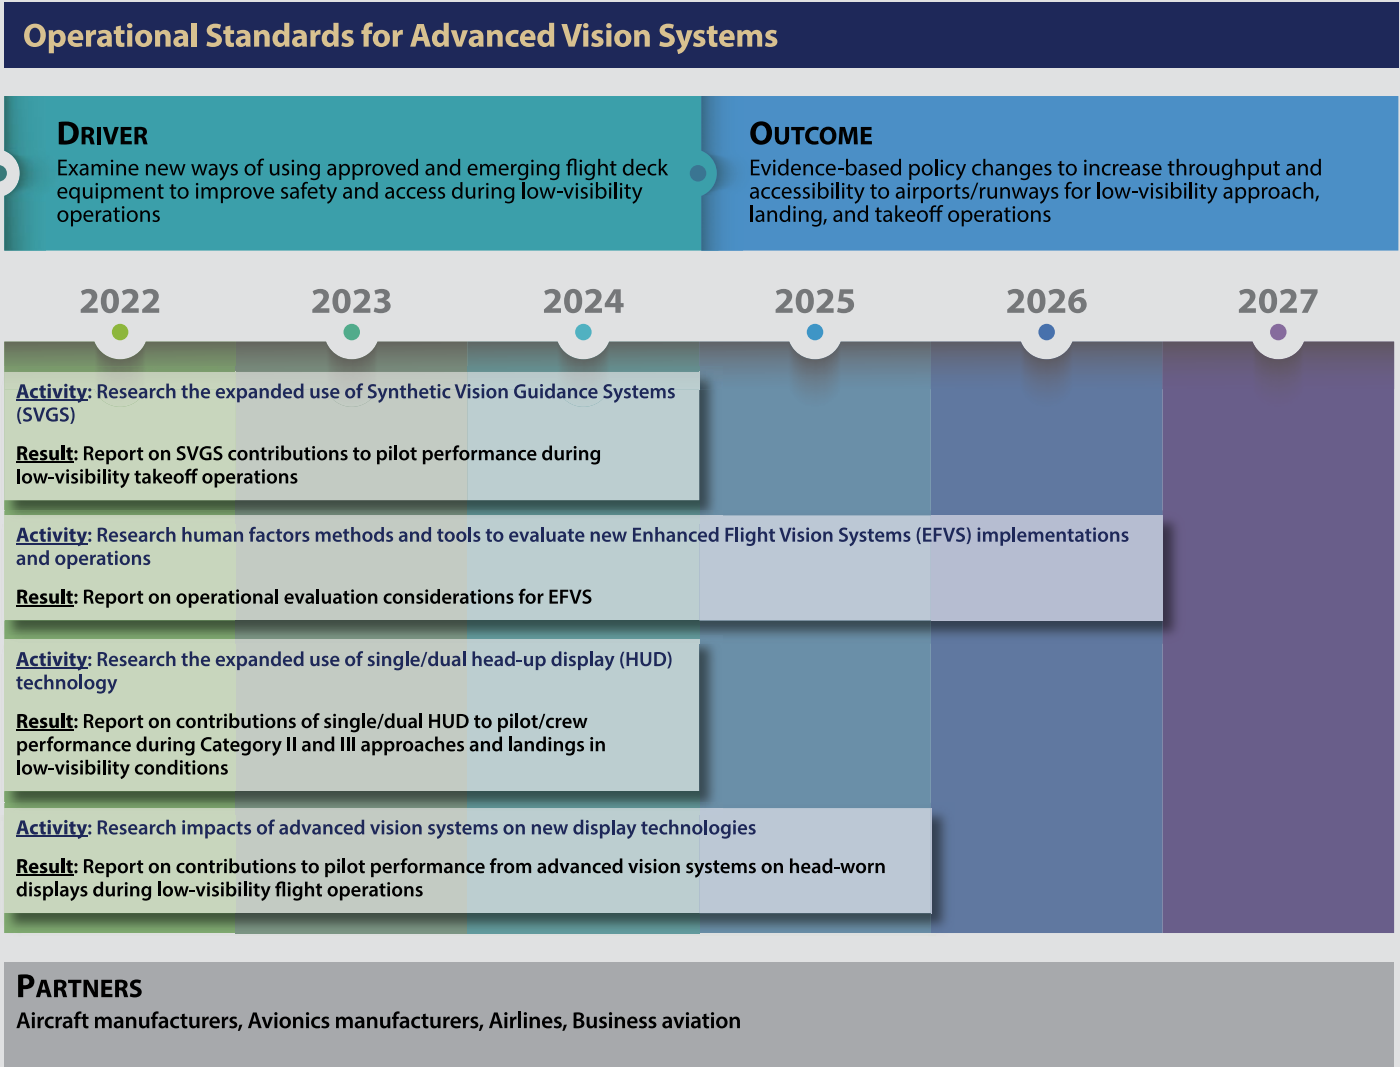 Operational Standards for Advanced Vision Systems
DRIVER
Examine new ways of using approved and emerging flight deck
equipment to improve safety and access during low-visibility
operations
OUTCOME
Evidence-based policy changes to increase throughput and
accessibility to airports/runways for low-visibility approach,
landing, and takeoff operations
2022 2023 2024 2025 2026 2027
Activity: Research the expanded use of Synthetic Vision Guidance Systems
(SVGS)
Result: Report on SVGS contributions to pilot performance during
low-visibility takeoff operations
Activity: Research human factors methods and tools to evaluate new Enhanced Flight Vision Systems (EFVS) implementations
and operations
Result: Report on operational evaluation considerations for EFVS
Activity: Research the expanded use of single/dual head-up display (HUD)
technology
Result: Report on contributions of single/dual HUD to pilot/crew
performance during Category II and III approaches and landings in
low-visibility conditions
Activity: Research impacts of advanced vision systems on new display technologies
Result: Report on contributions to pilot performance from advanced vision systems on head-worn
displays during low-visibility flight operations
PARTNERS
Aircraft manufacturers, Avionics manufacturers, Airlines, Business aviation